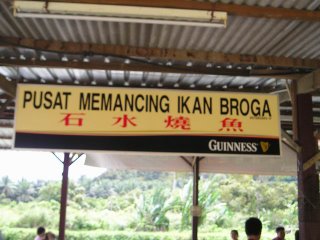 PUSAT MEMANCING IKAN BROGA
石水燒魚
GUINNESS